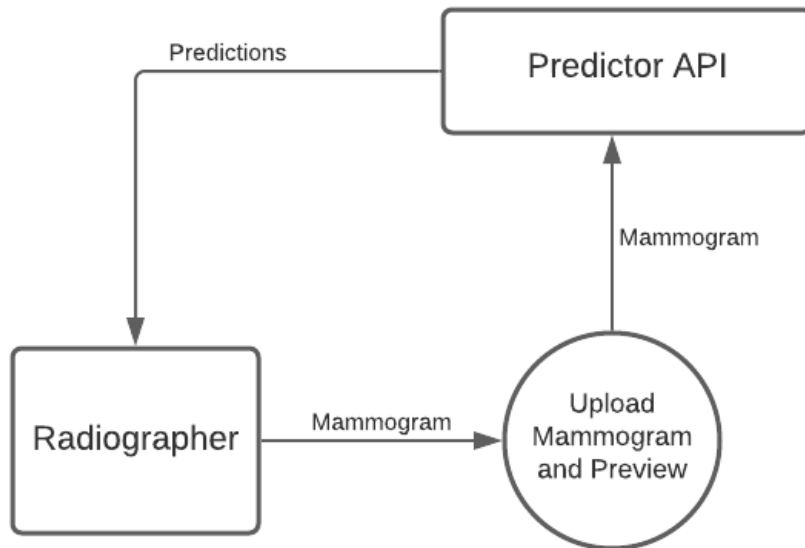 Predictions
Predictor API
Mammogram
Radiographer
Mammogram
Upload
Mammogram
and Preview